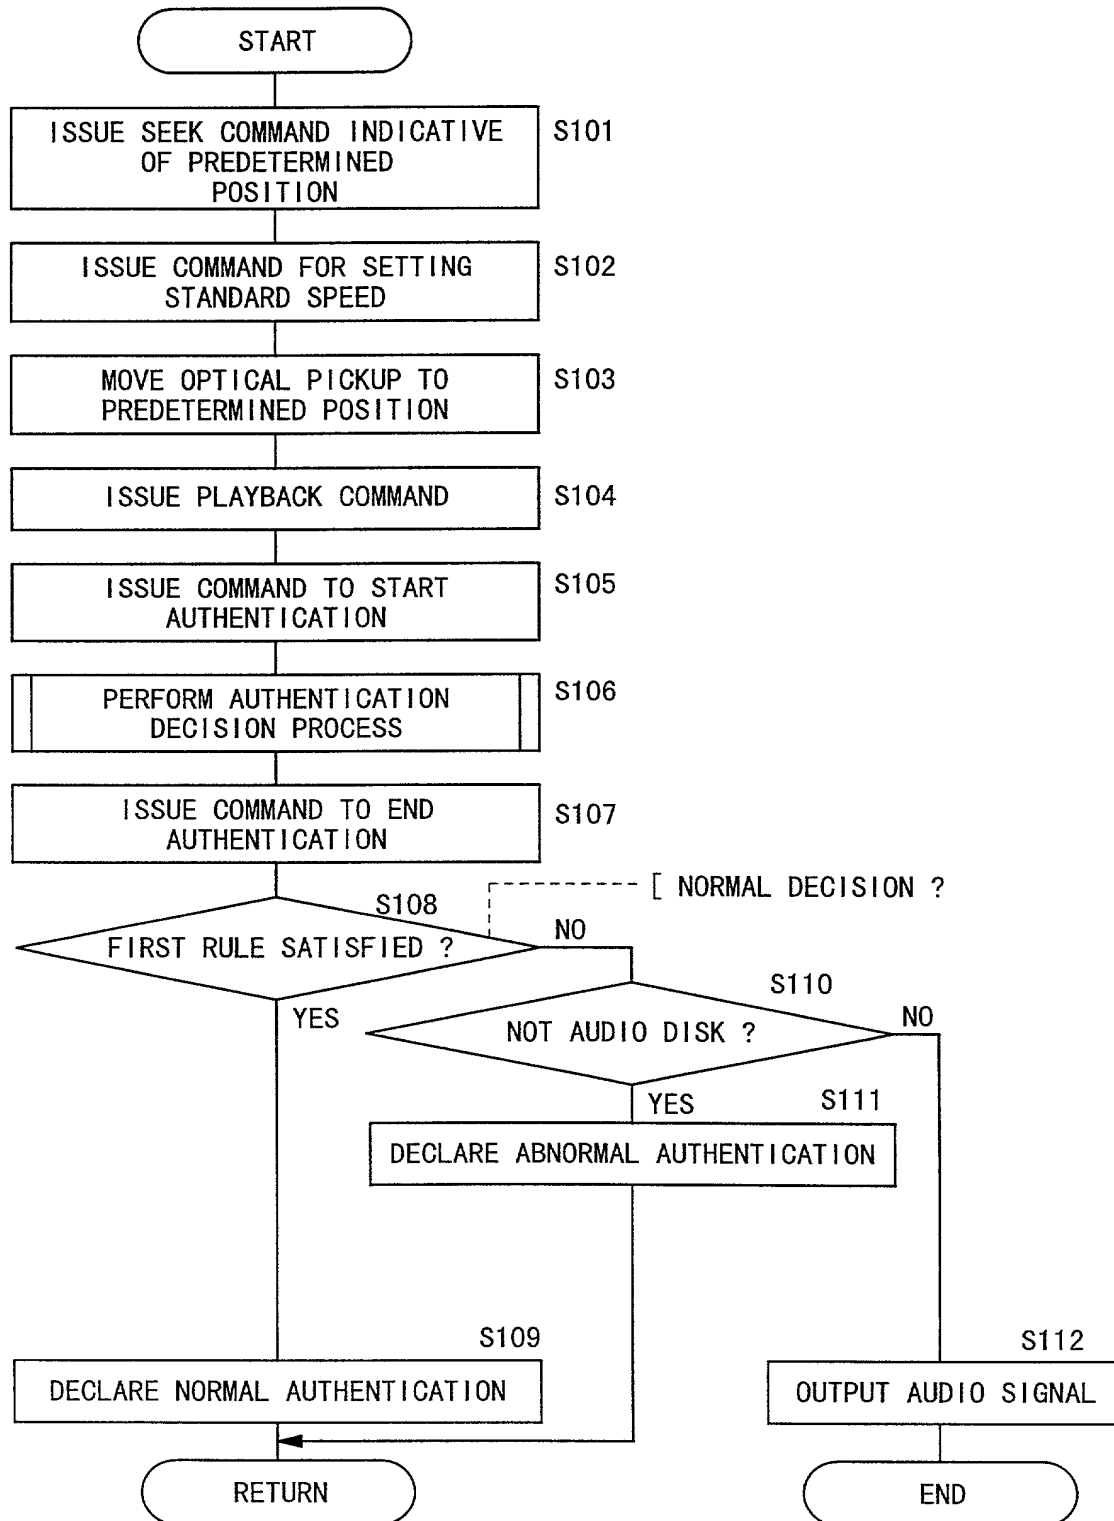 START
ISSUE SEEK COMMAND INDICATIVE
OF PREDETERMINED
POSITION
S101
ISSUE COMMAND FOR SETTING
STANDARD SPEED
S102
MOVE OPTICAL PICKUP TO
PREDETERMINED POSITION
S103
ISSUE PLAYBACK COMMAND
S104
ISSUE COMMAND TO START
AUTHENTICATION
S105
PERFORM AUTHENTICATION
DECISION PROCESS
S106
ISSUE COMMAND TO END
AUTHENTICATION
S107
S108
[ NORMAL DECISION ?
FIRST RULE SATISFIED ?
NO
YES
S110
NOT AUDIO DISK ?
NO
YES
S111
DECLARE ABNORMAL AUTHENTICATION
S109
DECLARE NORMAL AUTHENTICATION
S112
OUTPUT AUDIO SIGNAL
RETURN
END